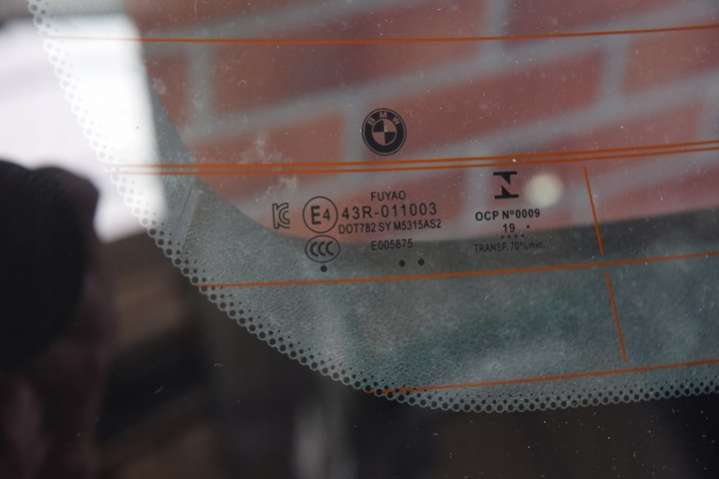 BMW
FUYAO
E4 43R-011003
DOT782 SY M5315AS2
CCC E005875
OCP Nº0009
19
TRANSP. 70% min.